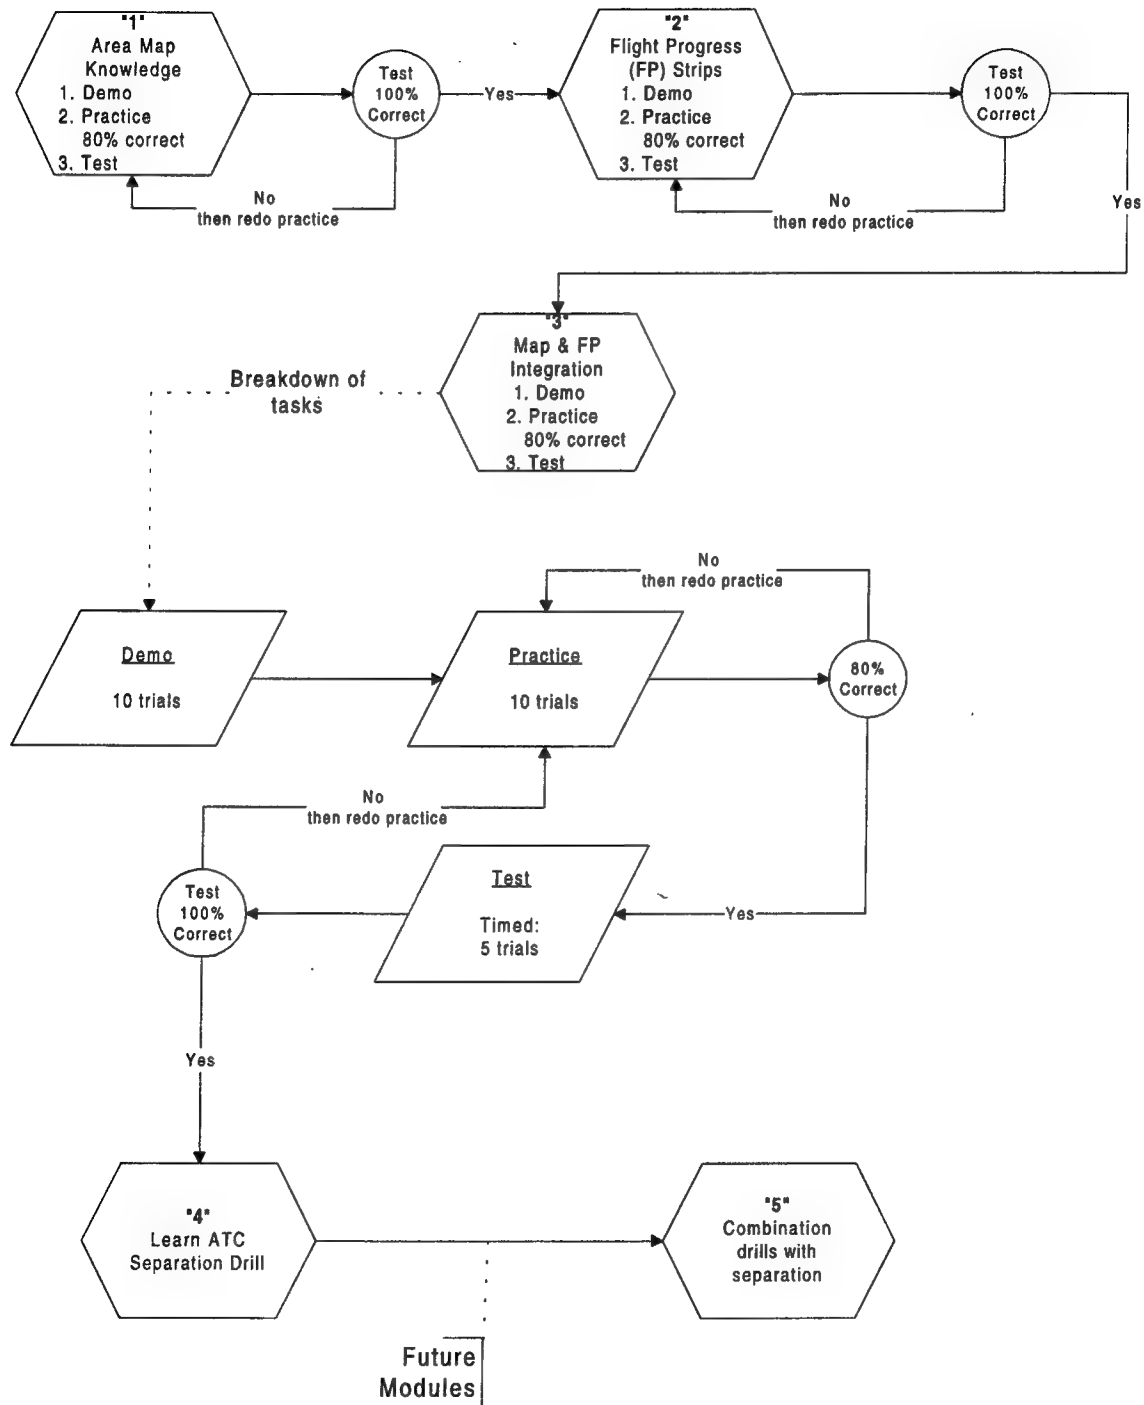 "1"
Area Map
Knowledge
1. Demo
2. Practice
80% correct
3. Test
Test
100%
Correct
Yes
No
then redo practice
"2"
Flight Progress
(FP) Strips
1. Demo
2. Practice
80% correct
3. Test
Test
100%
Correct
Yes
No
then redo practice
"3"
Map & FP
Integration
1. Demo
2. Practice
80% correct
3. Test
Breakdown of
tasks
No
then redo practice
Demo
10 trials
Practice
10 trials
80%
Correct
No
then redo practice
Test
100%
Correct
Test
Timed:
5 trials
Yes
Yes
"4"
Learn ATC
Separation Drill
"5"
Combination
drills with
separation
Future
Modules